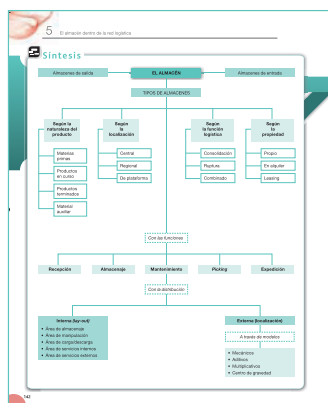 5
El almacén dentro de la red logística
Síntesis
Almacenes de salida
EL ALMACÉN
Almacenes de entrada
TIPOS DE ALMACENES
Según la
naturaleza del
producto
Según
la
localización
Según
la función
logística
Según
la
propiedad
Materias
primas
Productos
en curso
Productos
terminados
Material
auxiliar
Central
Regional
De plataforma
Consolidación
Ruptura
Combinado
Propio
En alquiler
Leasing
Con las funciones
Recepción
Almacenaje
Mantenimiento
Picking
Expedición
Con la distribución
Interna (lay-out)
• Área de almacenaje
• Área de manipulación
• Área de carga/descarga
• Área de servicios internos
• Área de servicios externos
Externa (localización)
A través de modelos
• Mecánicos
• Aditivos
• Multiplicativos
• Centro de gravedad
142